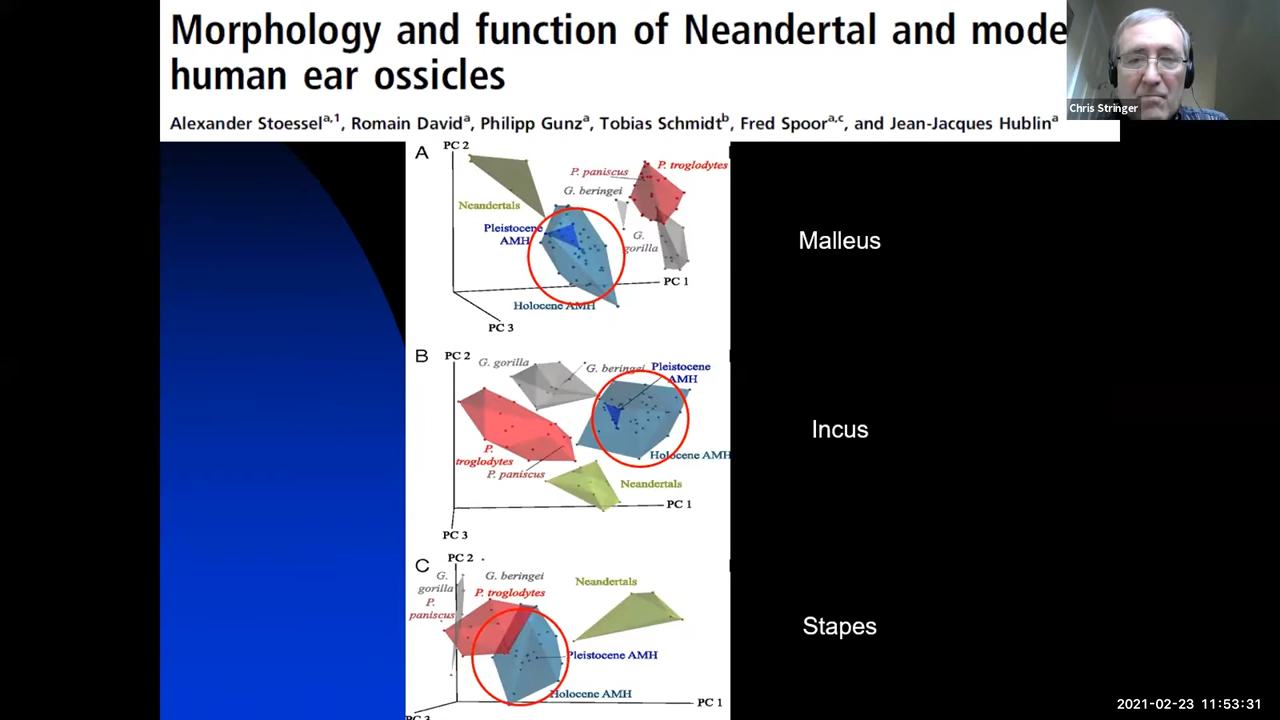 Morphology and function of Neandertal and mode
human ear ossicles
Alexander Stoessel^a,1, Romain David^a, Philipp Gunz^a, Tobias Schmidt^b, Fred Spoor^a,c, and Jean-Jacques Hublin^a
Chris Stringer
A
PC 2
P. troglodytes
P. paniscus
G. beringei
Neandertals
Pleistocene
AMH
G.
gorilla
PC 1
Holocene AMH
PC 3
Malleus
B
PC 2
G. gorilla
G. beringei
Pleistocene
AMH
P.
troglodytes
Holocene AMH
P. paniscus
Neandertals
PC 1
PC 3
Incus
C
PC 2
G.
gorilla
G. beringei
Neandertals
P. troglodytes
P.
paniscus
Pleistocene AMH
Holocene AMH
PC 1
PC 3
Stapes
2021-02-23 11:53:31